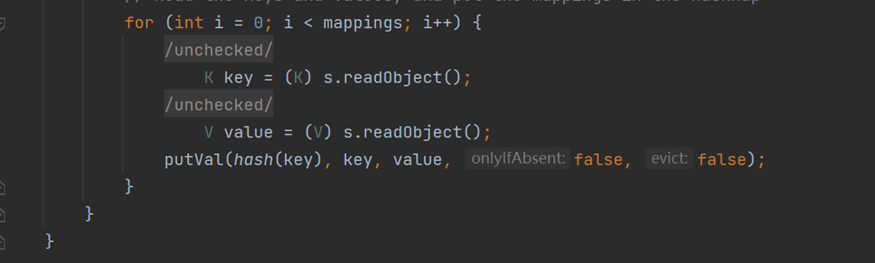 // Read the keys and values, and put the mappings in the HashMap
for (int i = 0; i < mappings; i++) {
/unchecked/
K key = (K) s.readObject();
/unchecked/
V value = (V) s.readObject();
putVal(hash(key), key, value, onlyIfAbsent: false, evict: false);
}
}
}